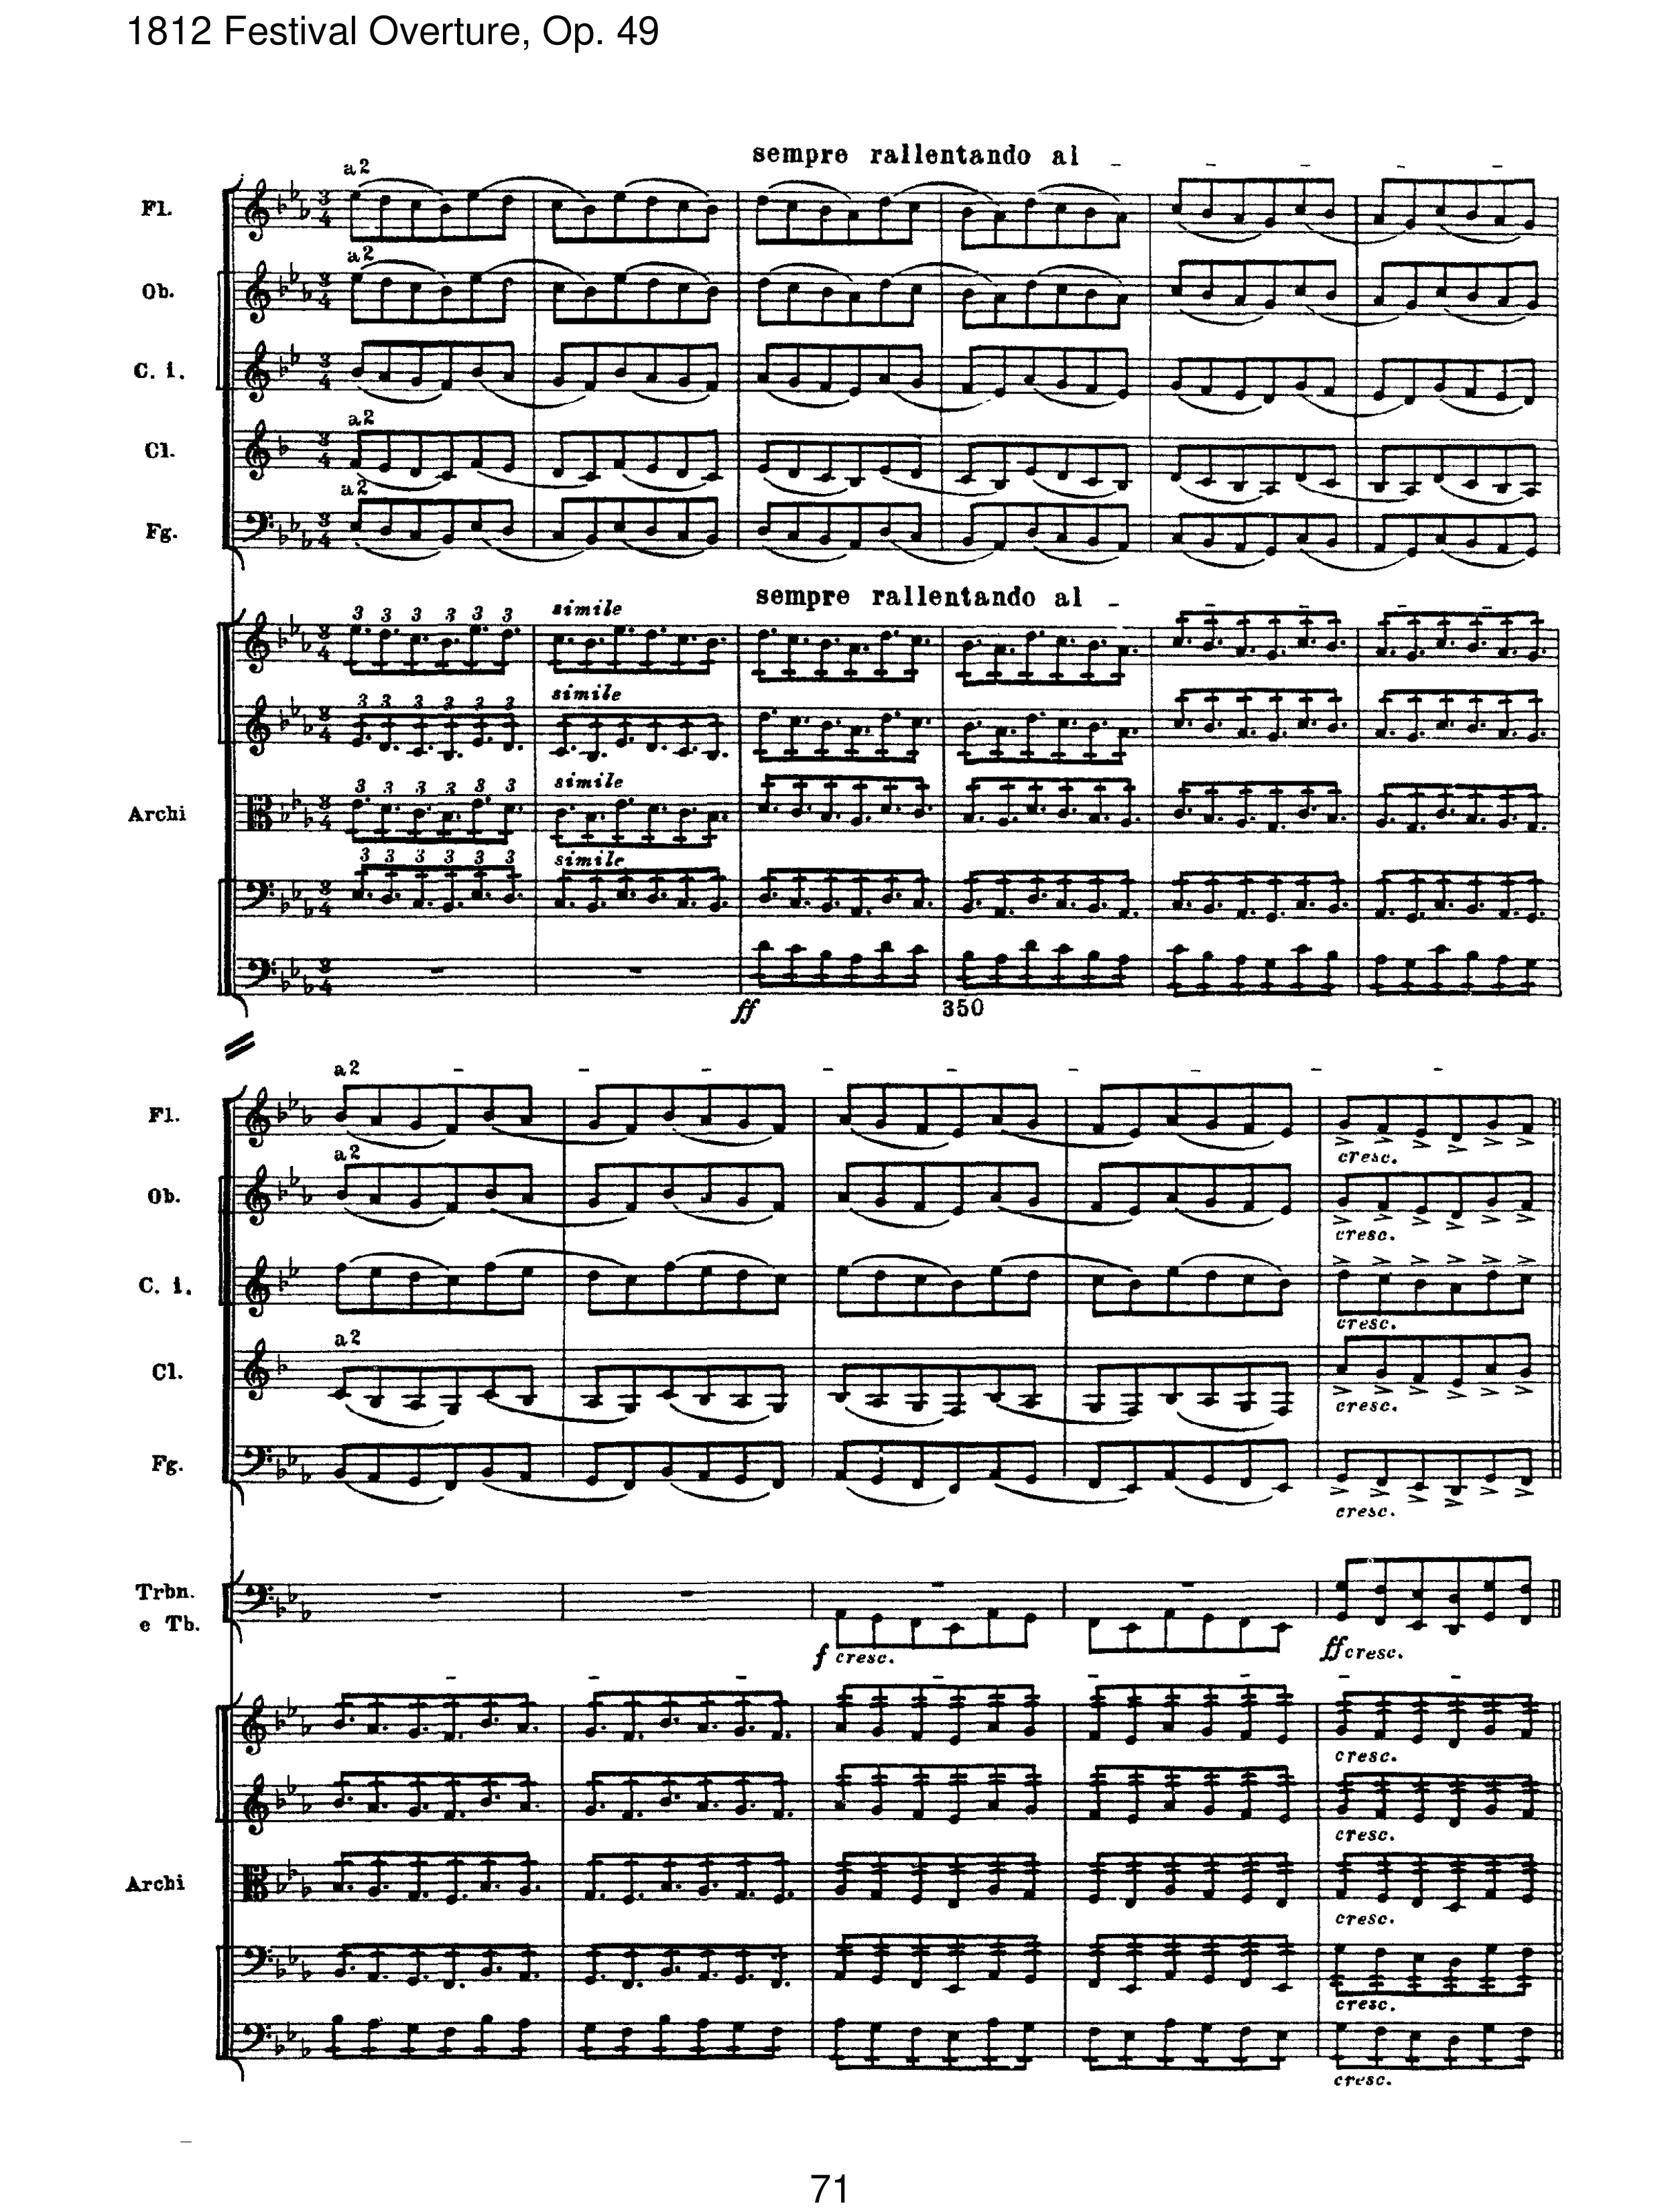 1812 Festival Overture, Op. 49
sempre rallentando al
a2
Fl.
a2
Ob.
C. i.
a2
Cl.
a2
Fg.
sempre rallentando al
3 3 3 3 3 3 simile
3 3 3 3 3 3 simile
Archi
3 3 3 3 8 3 simile
3 3 3 3 3 3 simile
ff 350
a2
Fl.
cresc.
a2
Ob.
cresc.
C. i.
cresc.
a2
Cl.
cresc.
Fg.
cresc.
Trbn.
e Tb.
f cresc. ff cresc.
cresc.
cresc.
Archi
cresc.
cresc.
cresc.
71